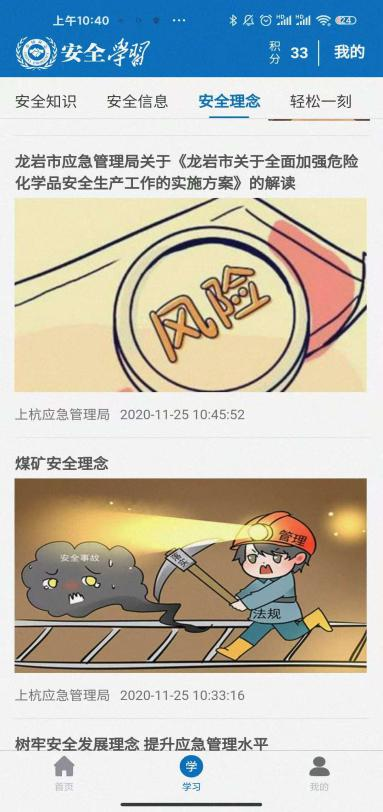 上午10:40
HD HD 24
安全学習
积分 33 我的
安全知识 安全信息 安全理念 轻松一刻
龙岩市应急管理局关于《龙岩市关于全面加强危险
化学品安全生产工作的实施方案》的解读
风险
上杭应急管理局 2020-11-25 10:45:52
煤矿安全理念
安全事故
管理
法规
上杭应急管理局 2020-11-25 10:33:16
树牢安全发展理念 提升应急管理水平
学
首页 学习 我的